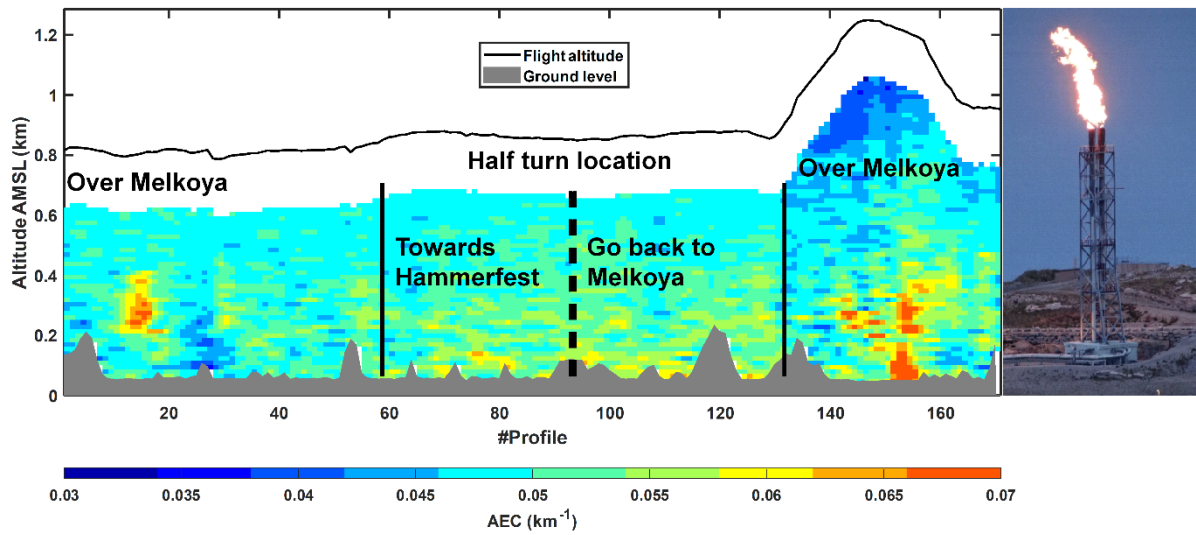 Altitude AMSL (km)
1.2
1
0.8
0.6
0.4
0.2
0
Flight altitude
Ground level
Over Melkoya
Half turn location
Over Melkoya
Towards
Hammerfest
Go back to
Melkoya
20 40 60 80 100 120 140 160
#Profile
0.03 0.035 0.04 0.045 0.05 0.055 0.06 0.065 0.07
AEC (km⁻¹)